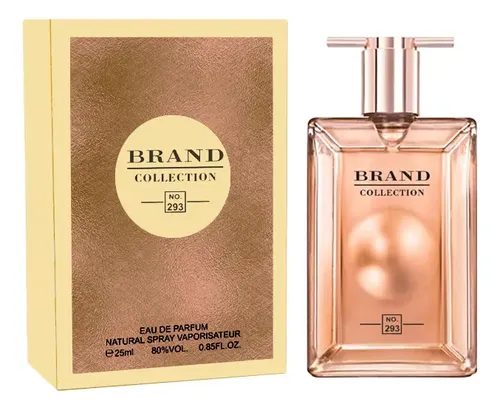 BRAND
COLLECTION
NO.
293
EAU DE PARFUM
NATURAL SPRAY VAPORISATEUR
℮25ml 80%VOL. 0.85FL.OZ.
BRAND
COLLECTION
NO.
293